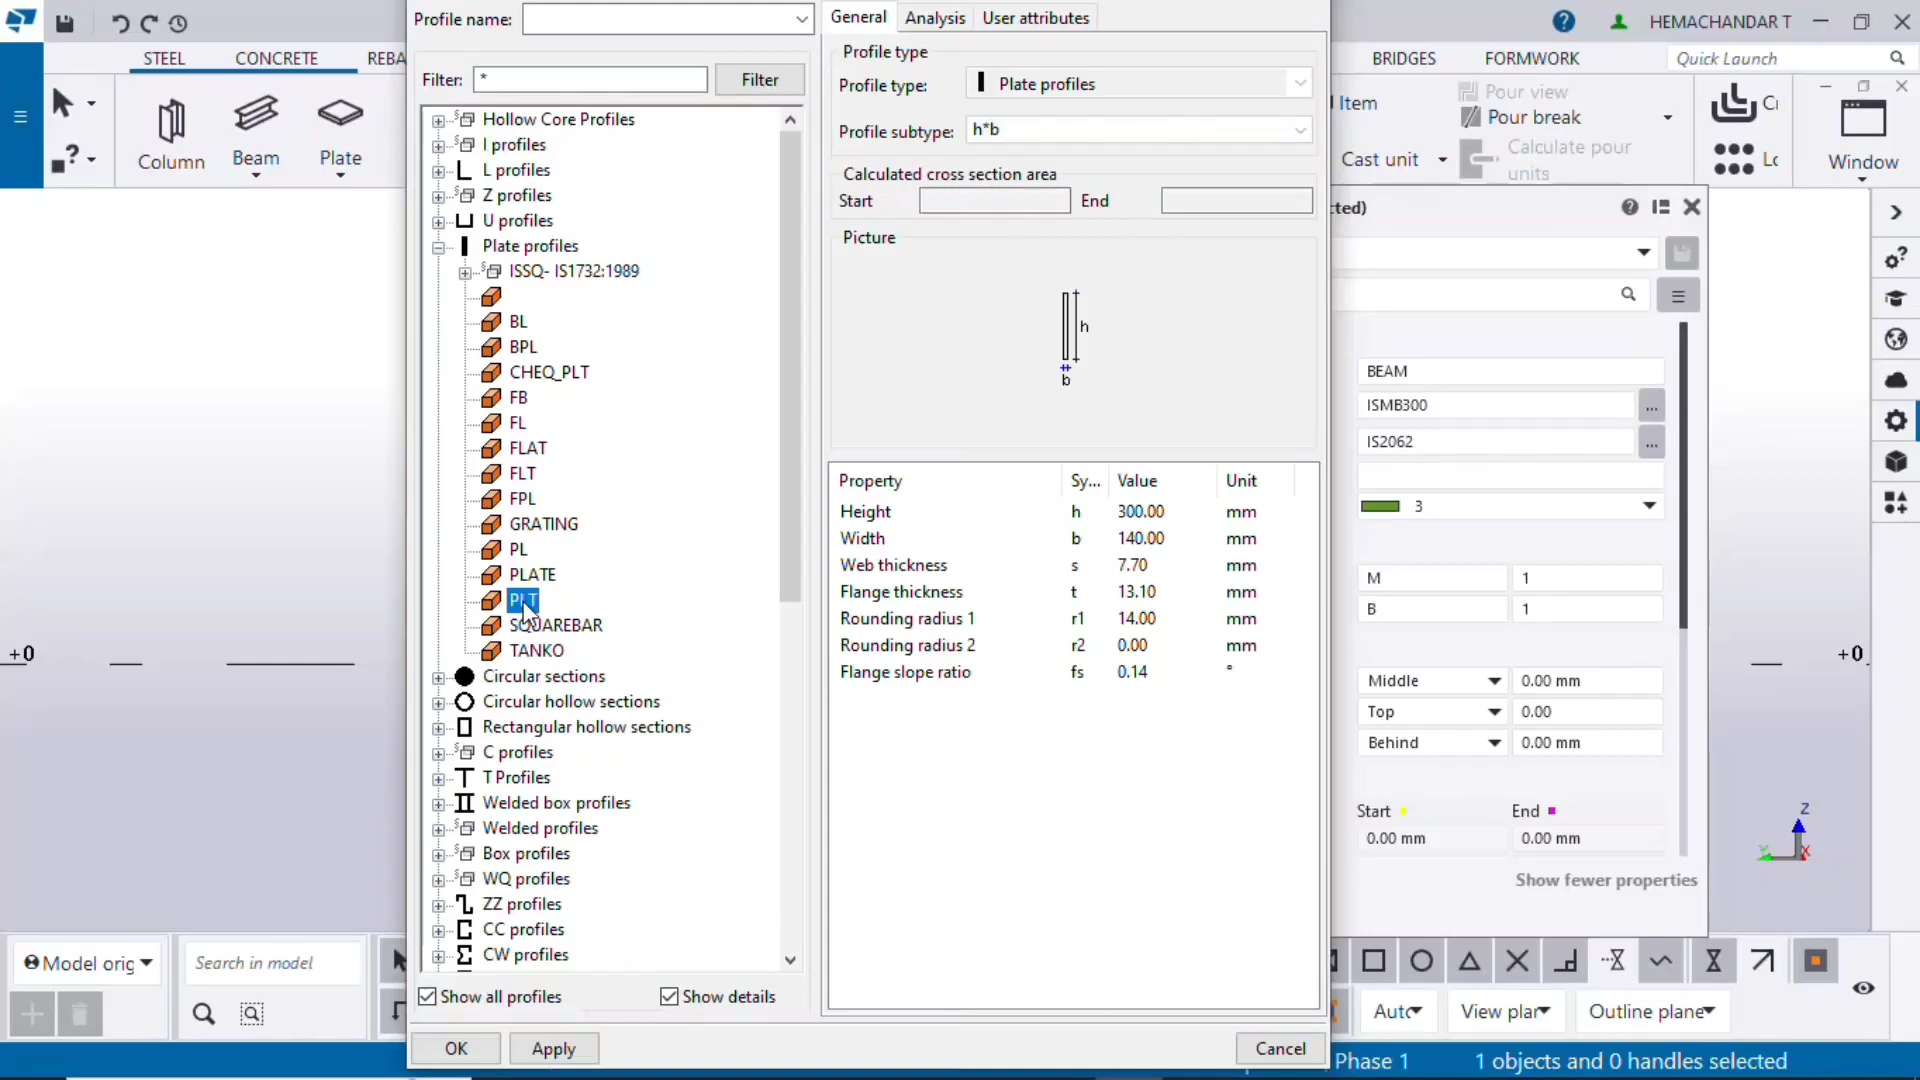 Profile name:
General
Analysis
User attributes
HEMACHANDAR T
STEEL
CONCRETE
REBA
BRIDGES
FORMWORK
Quick Launch
Filter:
*
Filter
Profile type
Profile type:
Plate profiles
Profile subtype:
h*b
Item
Pour view
Pour break
Calculate pour
units
Cast unit
Window
Column
Beam
Plate
Hollow Core Profiles
I profiles
L profiles
Z profiles
U profiles
Plate profiles
ISSQ- IS1732:1989
BL
BPL
CHEQ_PLT
FB
FL
FLAT
FLT
FPL
GRATING
PL
PLATE
PLT
SQUAREBAR
TANKO
Circular sections
Circular hollow sections
Rectangular hollow sections
C profiles
T Profiles
Welded box profiles
Welded profiles
Box profiles
WQ profiles
ZZ profiles
CC profiles
CW profiles
Show all profiles
Show details
OK
Apply
Cancel
Calculated cross section area
Start
End
Picture
h
b
Property Sy... Value Unit
Height h 300.00 mm
Width b 140.00 mm
Web thickness s 7.70 mm
Flange thickness t 13.10 mm
Rounding radius 1 r1 14.00 mm
Rounding radius 2 r2 0.00 mm
Flange slope ratio fs 0.14 °
cted)
BEAM
ISMB300
...
IS2062
...
3
M 1
B 1
Middle 0.00 mm
Top 0.00
Behind 0.00 mm
Start End
0.00 mm 0.00 mm
Show fewer properties
+0
+0
Z
X
Model orig
Search in model
Auto
View plan
Outline plane
Phase 1
1 objects and 0 handles selected